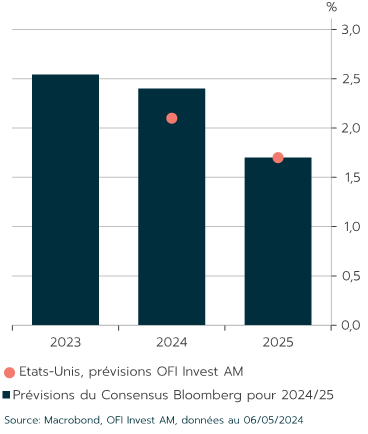 %
3,0
2,5
2,0
1,5
1,0
0,5
0,0
2023 2024 2025
Etats-Unis, prévisions OFI Invest AM
Prévisions du Consensus Bloomberg pour 2024/25
Source: Macrobond, OFI Invest AM, données au 06/05/2024